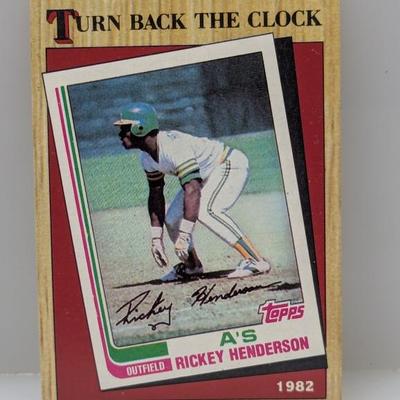 TURN BACK THE CLOCK
Rickey Henderson
topps
A'S
OUTFIELD RICKEY HENDERSON
1982